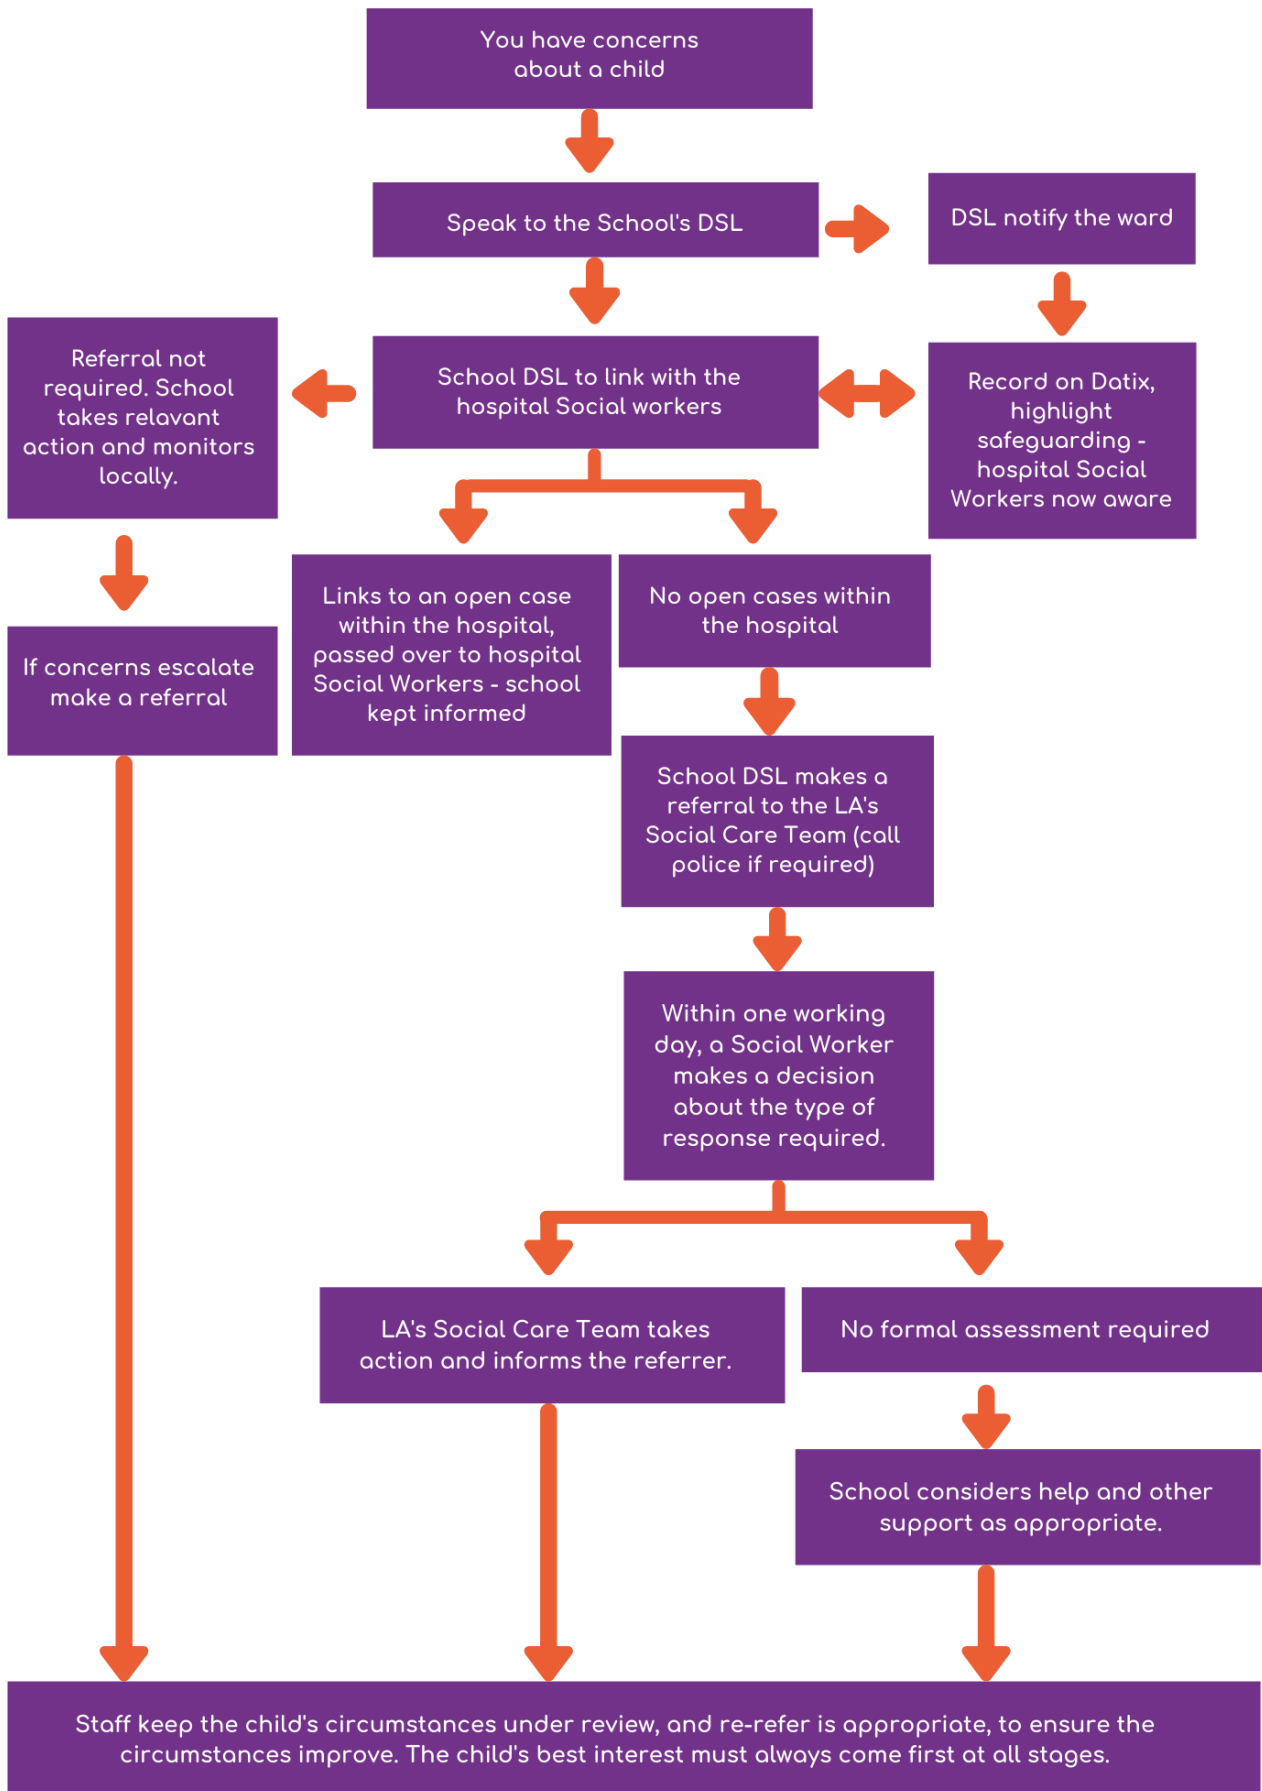 You have concerns
about a child
Speak to the School's DSL
DSL notify the ward
School DSL to link with the
hospital Social workers
Record on Datix,
highlight
safeguarding -
hospital Social
Workers now aware
Referral not
required. School
takes relavant
action and monitors
locally.
If concerns escalate
make a referral
Links to an open case
within the hospital,
passed over to hospital
Social Workers - school
kept informed
No open cases within
the hospital
School DSL makes a
referral to the LA's
Social Care Team (call
police if required)
Within one working
day, a Social Worker
makes a decision
about the type of
response required.
LA's Social Care Team takes
action and informs the referrer.
No formal assessment required
School considers help and other
support as appropriate.
Staff keep the child's circumstances under review, and re-refer is appropriate, to ensure the
circumstances improve. The child's best interest must always come first at all stages.